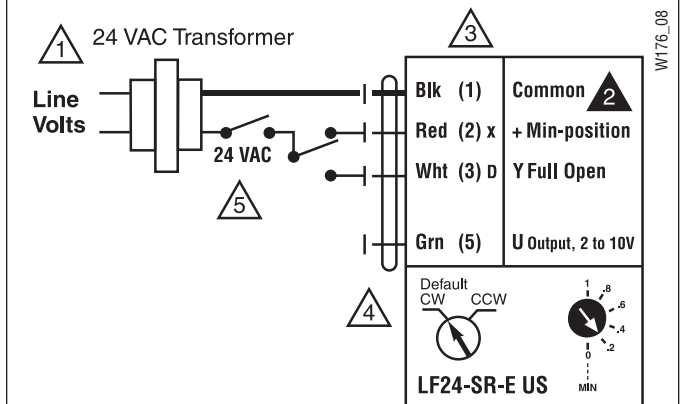 1 24 VAC Transformer
3
W176_08
Line
Volts
Blk (1) Common 2
Red (2) x + Min-position
24 VAC
Wht (3) D Y Full Open
5
Grn (5) U Output, 2 to 10V
4
Default
CW CCW
1
.8
.6
.4
.2
0
MIN
LF24-SR-E US